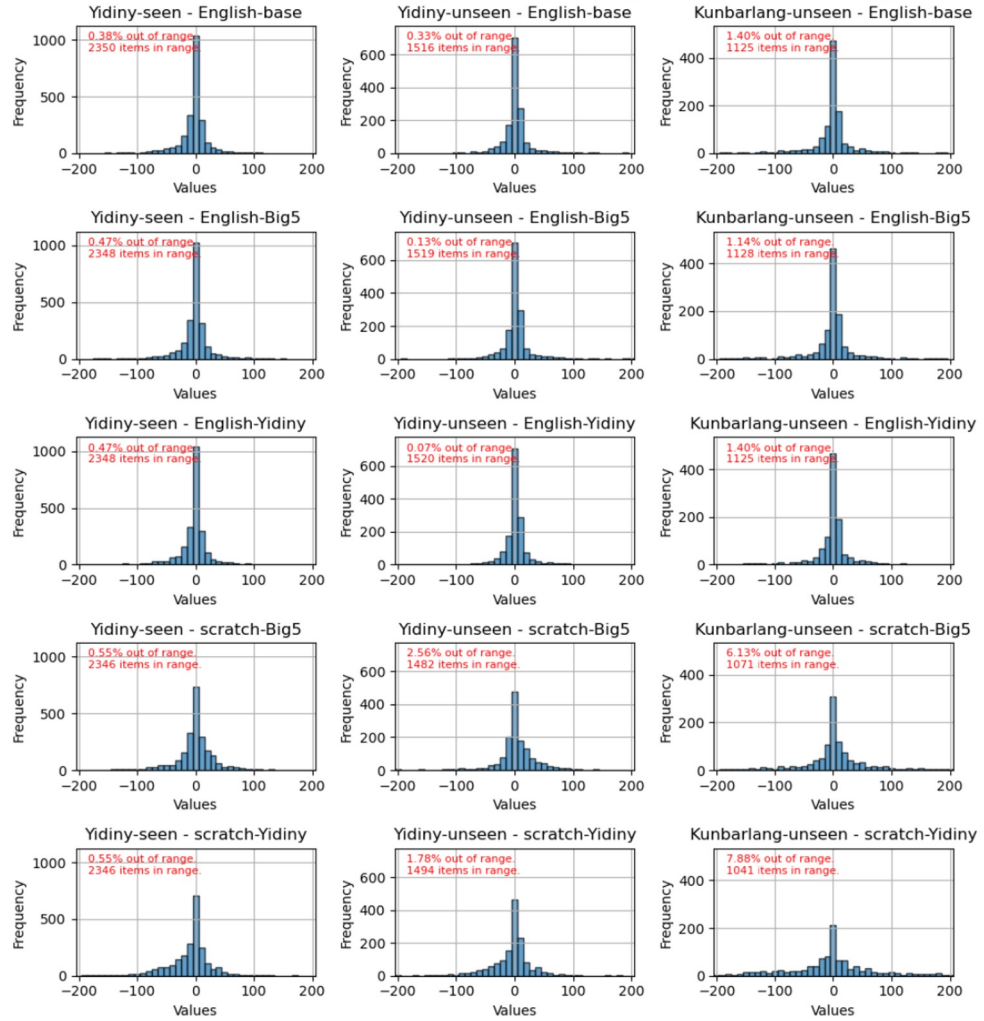 Yidiny-seen - English-base
0.38% out of range.
2350 items in range.
Frequency
1000
500
0
−200 −100 0 100 200
Values
Yidiny-unseen - English-base
0.33% out of range.
1516 items in range.
Frequency
600
400
200
0
−200 −100 0 100 200
Values
Kunbarlang-unseen - English-base
1.40% out of range.
1125 items in range.
Frequency
400
200
0
−200 −100 0 100 200
Values
Yidiny-seen - English-Big5
0.47% out of range.
2348 items in range.
Frequency
1000
500
0
−200 −100 0 100 200
Values
Yidiny-unseen - English-Big5
0.13% out of range.
1519 items in range.
Frequency
600
400
200
0
−200 −100 0 100 200
Values
Kunbarlang-unseen - English-Big5
1.14% out of range.
1128 items in range.
Frequency
400
200
0
−200 −100 0 100 200
Values
Yidiny-seen - English-Yidiny
0.47% out of range.
2348 items in range.
Frequency
1000
500
0
−200 −100 0 100 200
Values
Yidiny-unseen - English-Yidiny
0.07% out of range.
1520 items in range.
Frequency
600
400
200
0
−200 −100 0 100 200
Values
Kunbarlang-unseen - English-Yidiny
1.40% out of range.
1125 items in range.
Frequency
400
200
0
−200 −100 0 100 200
Values
Yidiny-seen - scratch-Big5
0.55% out of range.
2346 items in range.
Frequency
1000
500
0
−200 −100 0 100 200
Values
Yidiny-unseen - scratch-Big5
2.56% out of range.
1482 items in range.
Frequency
600
400
200
0
−200 −100 0 100 200
Values
Kunbarlang-unseen - scratch-Big5
6.13% out of range.
1071 items in range.
Frequency
400
200
0
−200 −100 0 100 200
Values
Yidiny-seen - scratch-Yidiny
0.55% out of range.
2346 items in range.
Frequency
1000
500
0
−200 −100 0 100 200
Values
Yidiny-unseen - scratch-Yidiny
1.78% out of range.
1494 items in range.
Frequency
600
400
200
0
−200 −100 0 100 200
Values
Kunbarlang-unseen - scratch-Yidiny
7.88% out of range.
1041 items in range.
Frequency
400
200
0
−200 −100 0 100 200
Values